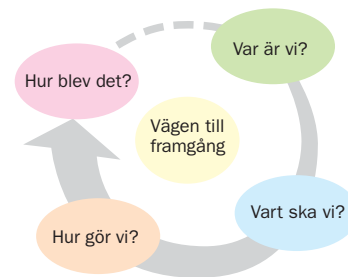 Var är vi?
Hur blev det?
Vägen till
framgång
Vart ska vi?
Hur gör vi?